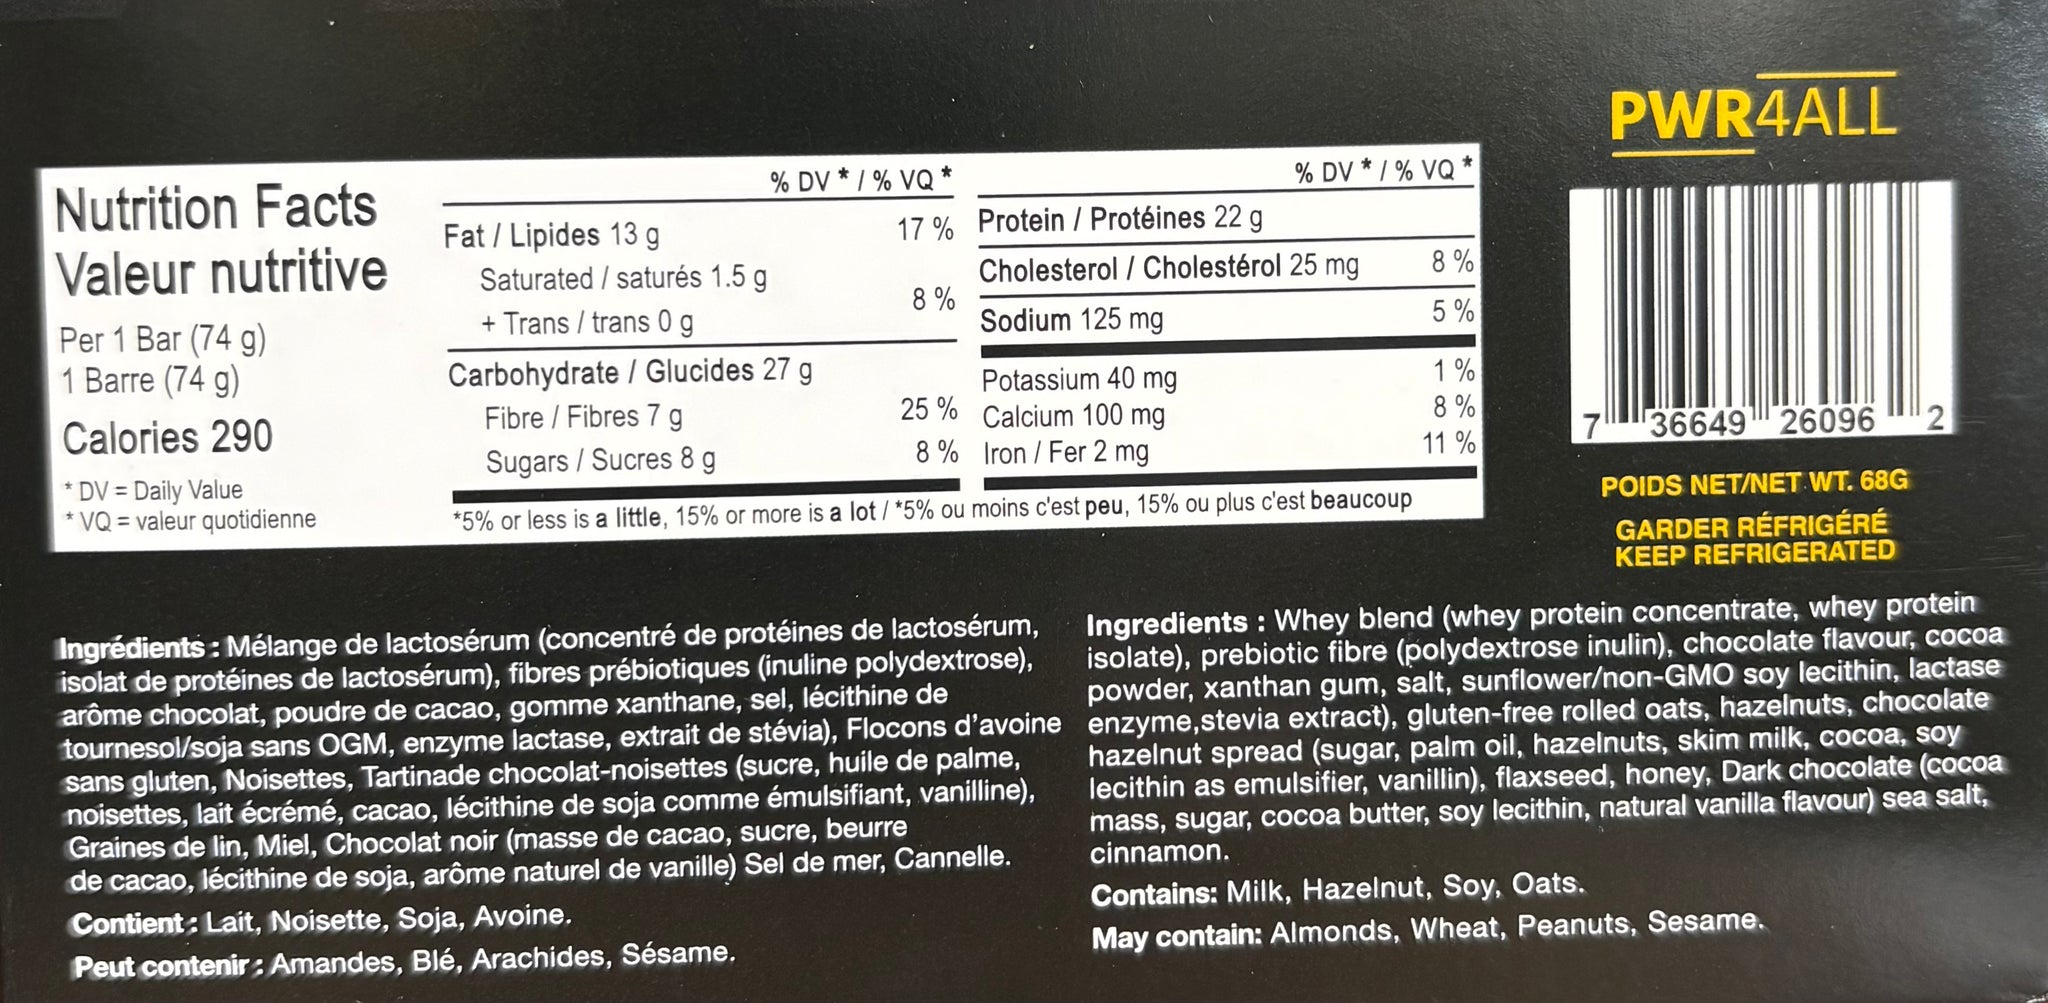 PWR4ALL
Nutrition Facts
Valeur nutritive
Per 1 Bar (74 g)
1 Barre (74 g)
Calories 290
* DV = Daily Value
* VQ = valeur quotidienne
% DV * / % VQ *
Fat / Lipides 13 g 17 %
Saturated / saturés 1.5 g
+ Trans / trans 0 g 8 %
Carbohydrate / Glucides 27 g
Fibre / Fibres 7 g 25 %
Sugars / Sucres 8 g 8 %
% DV * / % VQ *
Protein / Protéines 22 g
Cholesterol / Cholestérol 25 mg 8 %
Sodium 125 mg 5 %
Potassium 40 mg 1 %
Calcium 100 mg 8 %
Iron / Fer 2 mg 11 %
*5% or less is a little, 15% or more is a lot / *5% ou moins c'est peu, 15% ou plus c'est beaucoup
7 36649 26096 2
POIDS NET/NET WT. 68G
GARDER RÉFRIGÉRÉ
KEEP REFRIGERATED
Ingrédients : Mélange de lactosérum (concentré de protéines de lactosérum,
isolat de protéines de lactosérum), fibres prébiotiques (inuline polydextrose),
arôme chocolat, poudre de cacao, gomme xanthane, sel, lécithine de
tournesol/soja sans OGM, enzyme lactase, extrait de stévia), Flocons d'avoine
sans gluten, Noisettes, Tartinade chocolat-noisettes (sucre, huile de palme,
noisettes, lait écrémé, cacao, lécithine de soja comme émulsifiant, vanilline),
Graines de lin, Miel, Chocolat noir (masse de cacao, sucre, beurre
de cacao, lécithine de soja, arôme naturel de vanille) Sel de mer, Cannelle.
Contient : Lait, Noisette, Soja, Avoine.
Peut contenir : Amandes, Blé, Arachides, Sésame.
Ingredients : Whey blend (whey protein concentrate, whey protein
isolate), prebiotic fibre (polydextrose inulin), chocolate flavour, cocoa
powder, xanthan gum, salt, sunflower/non-GMO soy lecithin, lactase
enzyme,stevia extract), gluten-free rolled oats, hazelnuts, chocolate
hazelnut spread (sugar, palm oil, hazelnuts, skim milk, cocoa, soy
lecithin as emulsifier, vanillin), flaxseed, honey, Dark chocolate (cocoa
mass, sugar, cocoa butter, soy lecithin, natural vanilla flavour) sea salt,
cinnamon.
Contains: Milk, Hazelnut, Soy, Oats.
May contain: Almonds, Wheat, Peanuts, Sesame.